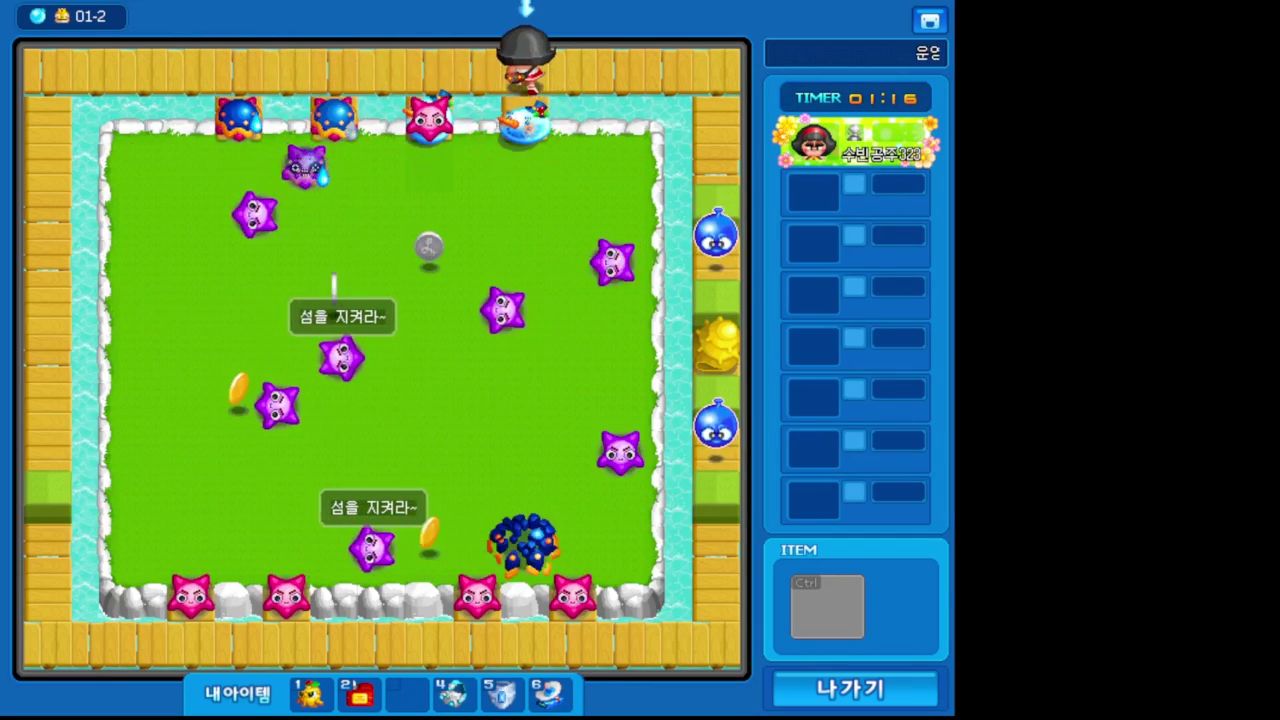 01-2
운영
TIMER 01:16
수빈공주323
섬을 지켜라~
섬을 지켜라~
ITEM
Ctrl
내아이템
1
2
4
5
6
나가기